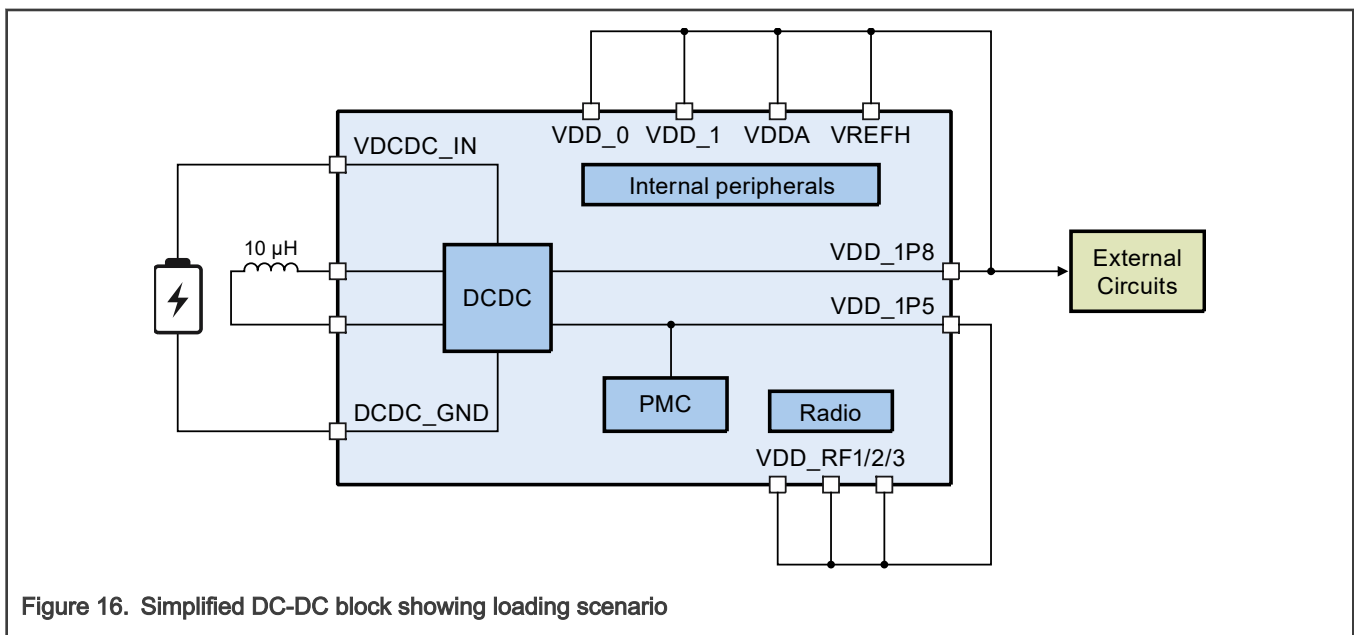 VDD_0 VDD_1 VDDA VREFH
VDCDC_IN
Internal peripherals
10 µH
VDD_1P8
External
Circuits
DCDC
VDD_1P5
PMC
Radio
DCDC_GND
VDD_RF1/2/3
Figure 16. Simplified DC-DC block showing loading scenario